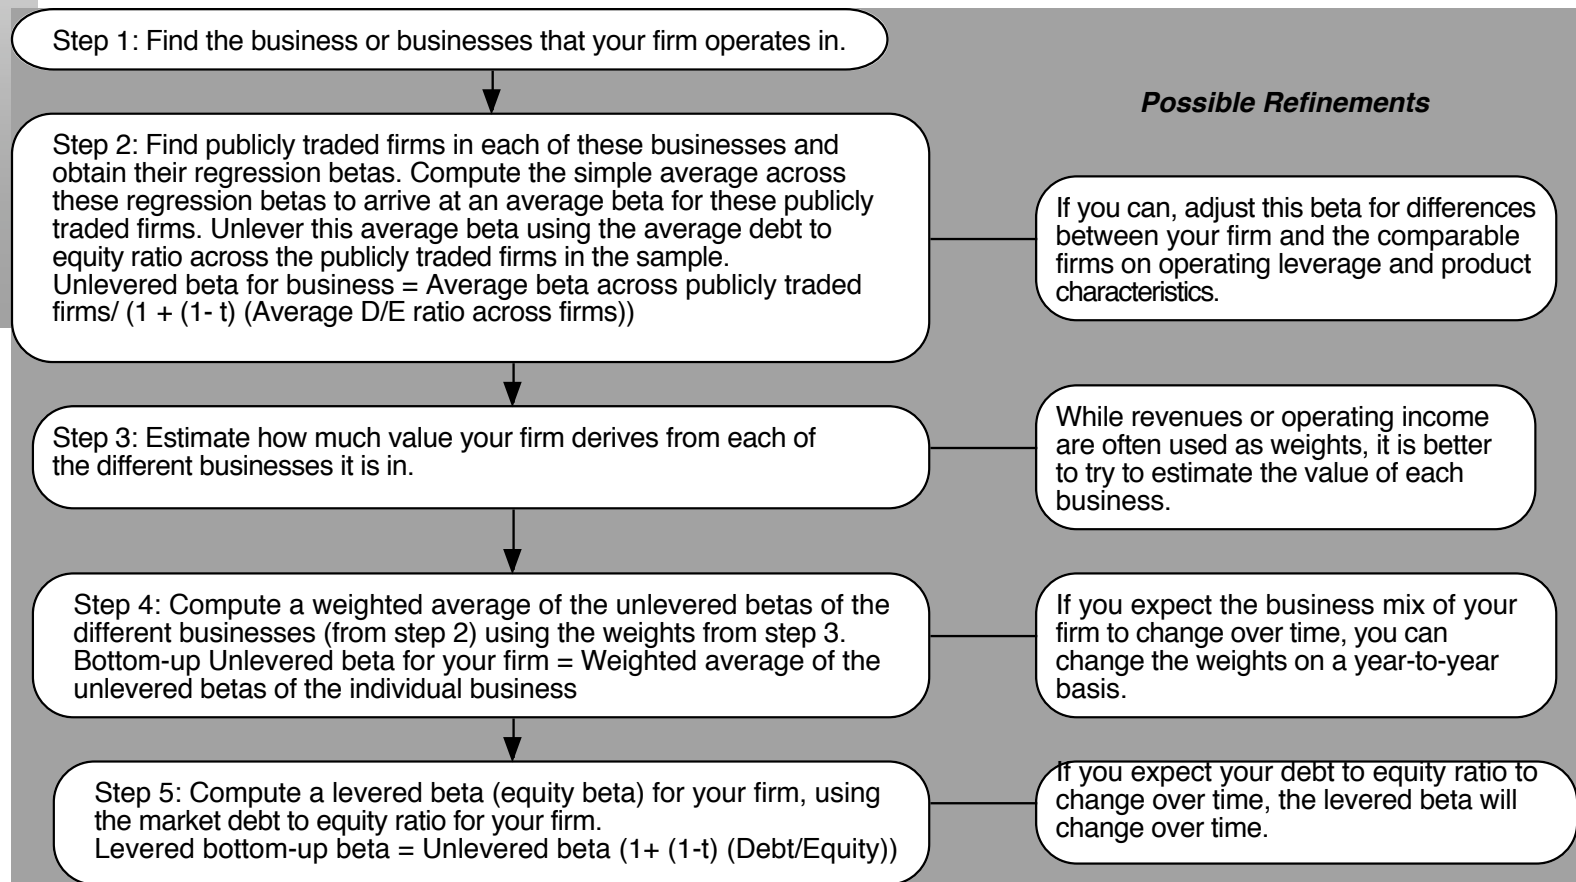 Step 1: Find the business or businesses that your firm operates in.
Possible Refinements
Step 2: Find publicly traded firms in each of these businesses and
obtain their regression betas. Compute the simple average across
these regression betas to arrive at an average beta for these publicly
traded firms. Unlever this average beta using the average debt to
equity ratio across the publicly traded firms in the sample.
Unlevered beta for business = Average beta across publicly traded
firms/ (1 + (1- t) (Average D/E ratio across firms))
If you can, adjust this beta for differences
between your firm and the comparable
firms on operating leverage and product
characteristics.
Step 3: Estimate how much value your firm derives from each of
the different businesses it is in.
While revenues or operating income
are often used as weights, it is better
to try to estimate the value of each
business.
Step 4: Compute a weighted average of the unlevered betas of the
different businesses (from step 2) using the weights from step 3.
Bottom-up Unlevered beta for your firm = Weighted average of the
unlevered betas of the individual business
If you expect the business mix of your
firm to change over time, you can
change the weights on a year-to-year
basis.
Step 5: Compute a levered beta (equity beta) for your firm, using
the market debt to equity ratio for your firm.
Levered bottom-up beta = Unlevered beta (1+ (1-t) (Debt/Equity))
If you expect your debt to equity ratio to
change over time, the levered beta will
change over time.